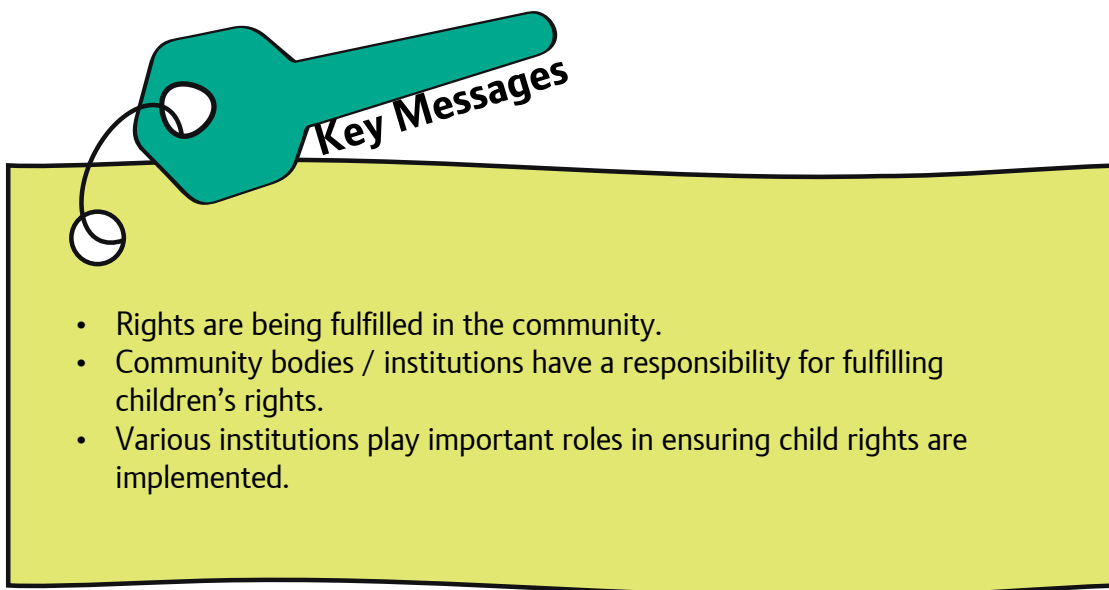 Key Messages
• Rights are being fulfilled in the community.
• Community bodies / institutions have a responsibility for fulfilling
children’s rights.
• Various institutions play important roles in ensuring child rights are
implemented.